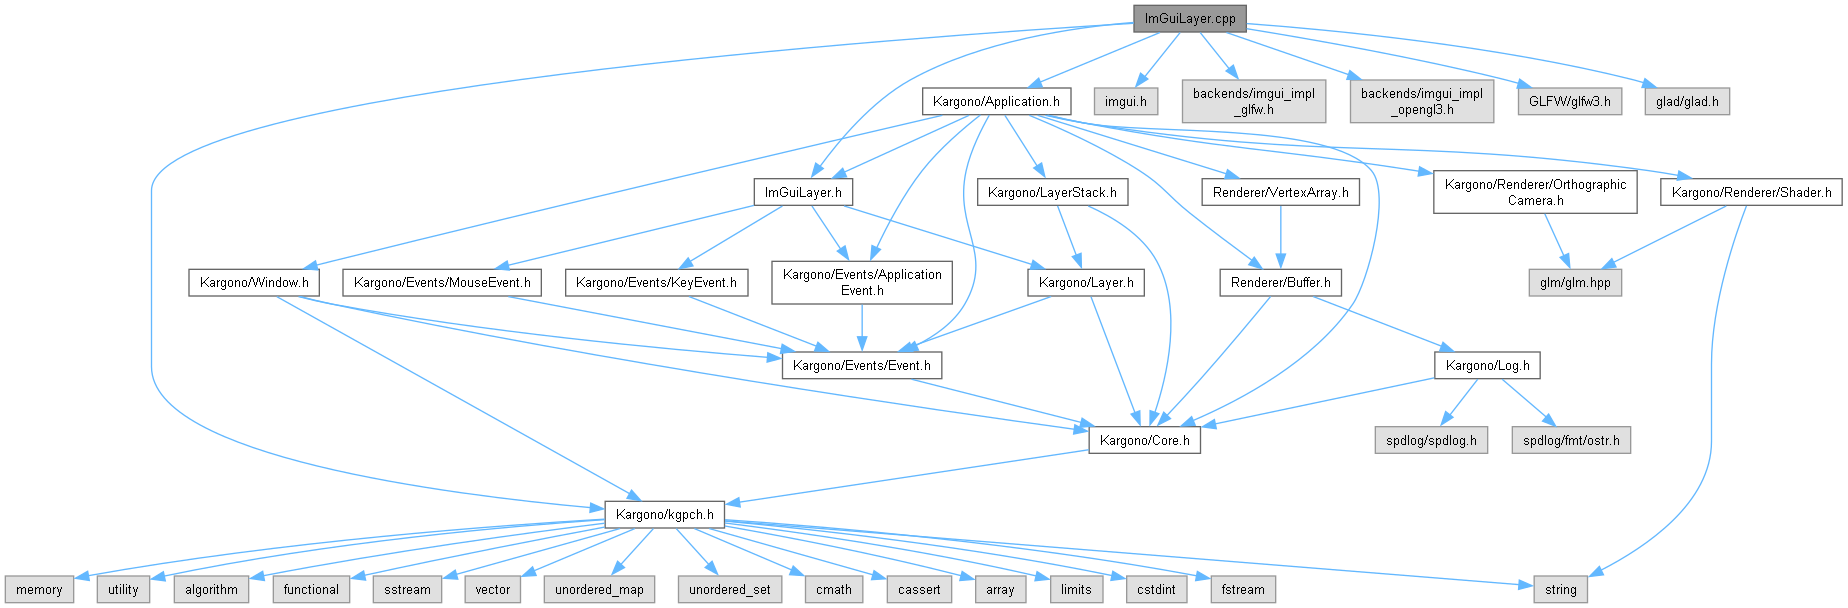 ImGuiLayer.cpp
Kargono/Application.h
imgui.h
backends/imgui_impl
_glfw.h
backends/imgui_impl
_opengl3.h
GLFW/glfw3.h
glad/glad.h
ImGuiLayer.h
Kargono/LayerStack.h
Renderer/VertexArray.h
Kargono/Renderer/Orthographic
Camera.h
Kargono/Renderer/Shader.h
Kargono/Window.h
Kargono/Events/MouseEvent.h
Kargono/Events/KeyEvent.h
Kargono/Events/Application
Event.h
Kargono/Layer.h
Renderer/Buffer.h
glm/glm.hpp
Kargono/Events/Event.h
Kargono/Log.h
Kargono/Core.h
spdlog/spdlog.h
spdlog/fmt/ostr.h
Kargono/kgpch.h
memory
utility
algorithm
functional
sstream
vector
unordered_map
unordered_set
cmath
cassert
array
limits
cstdint
fstream
string